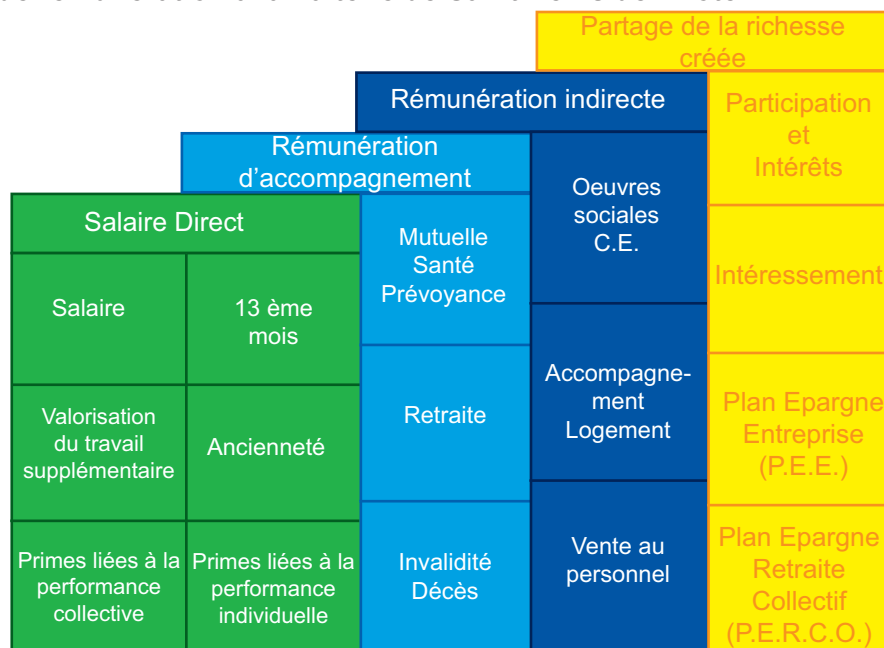 Partage de la richesse
créée
Rémunération indirecte
Rémunération
d'accompagnement
Salaire Direct
Salaire
13 ème
mois
Valorisation
du travail
supplémentaire
Ancienneté
Primes liées à la
performance
collective
Primes liées à la
performance
individuelle
Mutuelle
Santé
Prévoyance
Retraite
Invalidité
Décès
Oeuvres
sociales
C.E.
Accompagne-
ment
Logement
Vente au
personnel
Participation
et
Intérêts
Intéressement
Plan Epargne
Entreprise
(P.E.E.)
Plan Epargne
Retraite
Collectif
(P.E.R.C.O.)